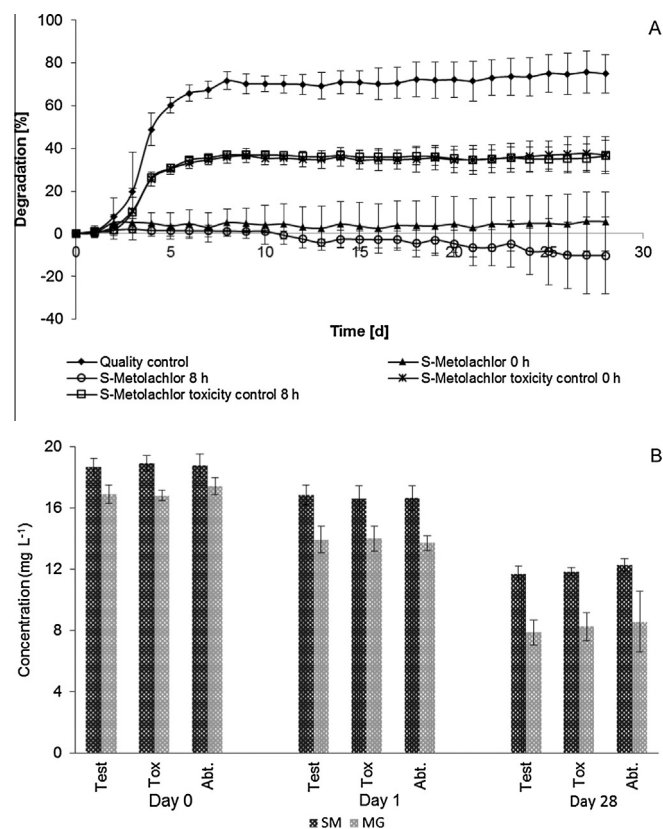 A
100
80
60
40
20
0
-20
-40
0 5 10 15 20 25 30
Degradation [%]
Time [d]
Quality control
S-Metolachlor 0 h
S-Metolachlor 8 h
S-Metolachlor toxicity control 0 h
S-Metolachlor toxicity control 8 h
B
20
16
12
8
4
0
Concentration (mg L-1)
Test Tox Abt. Test Tox Abt. Test Tox Abt.
Day 0 Day 1 Day 28
SM MG